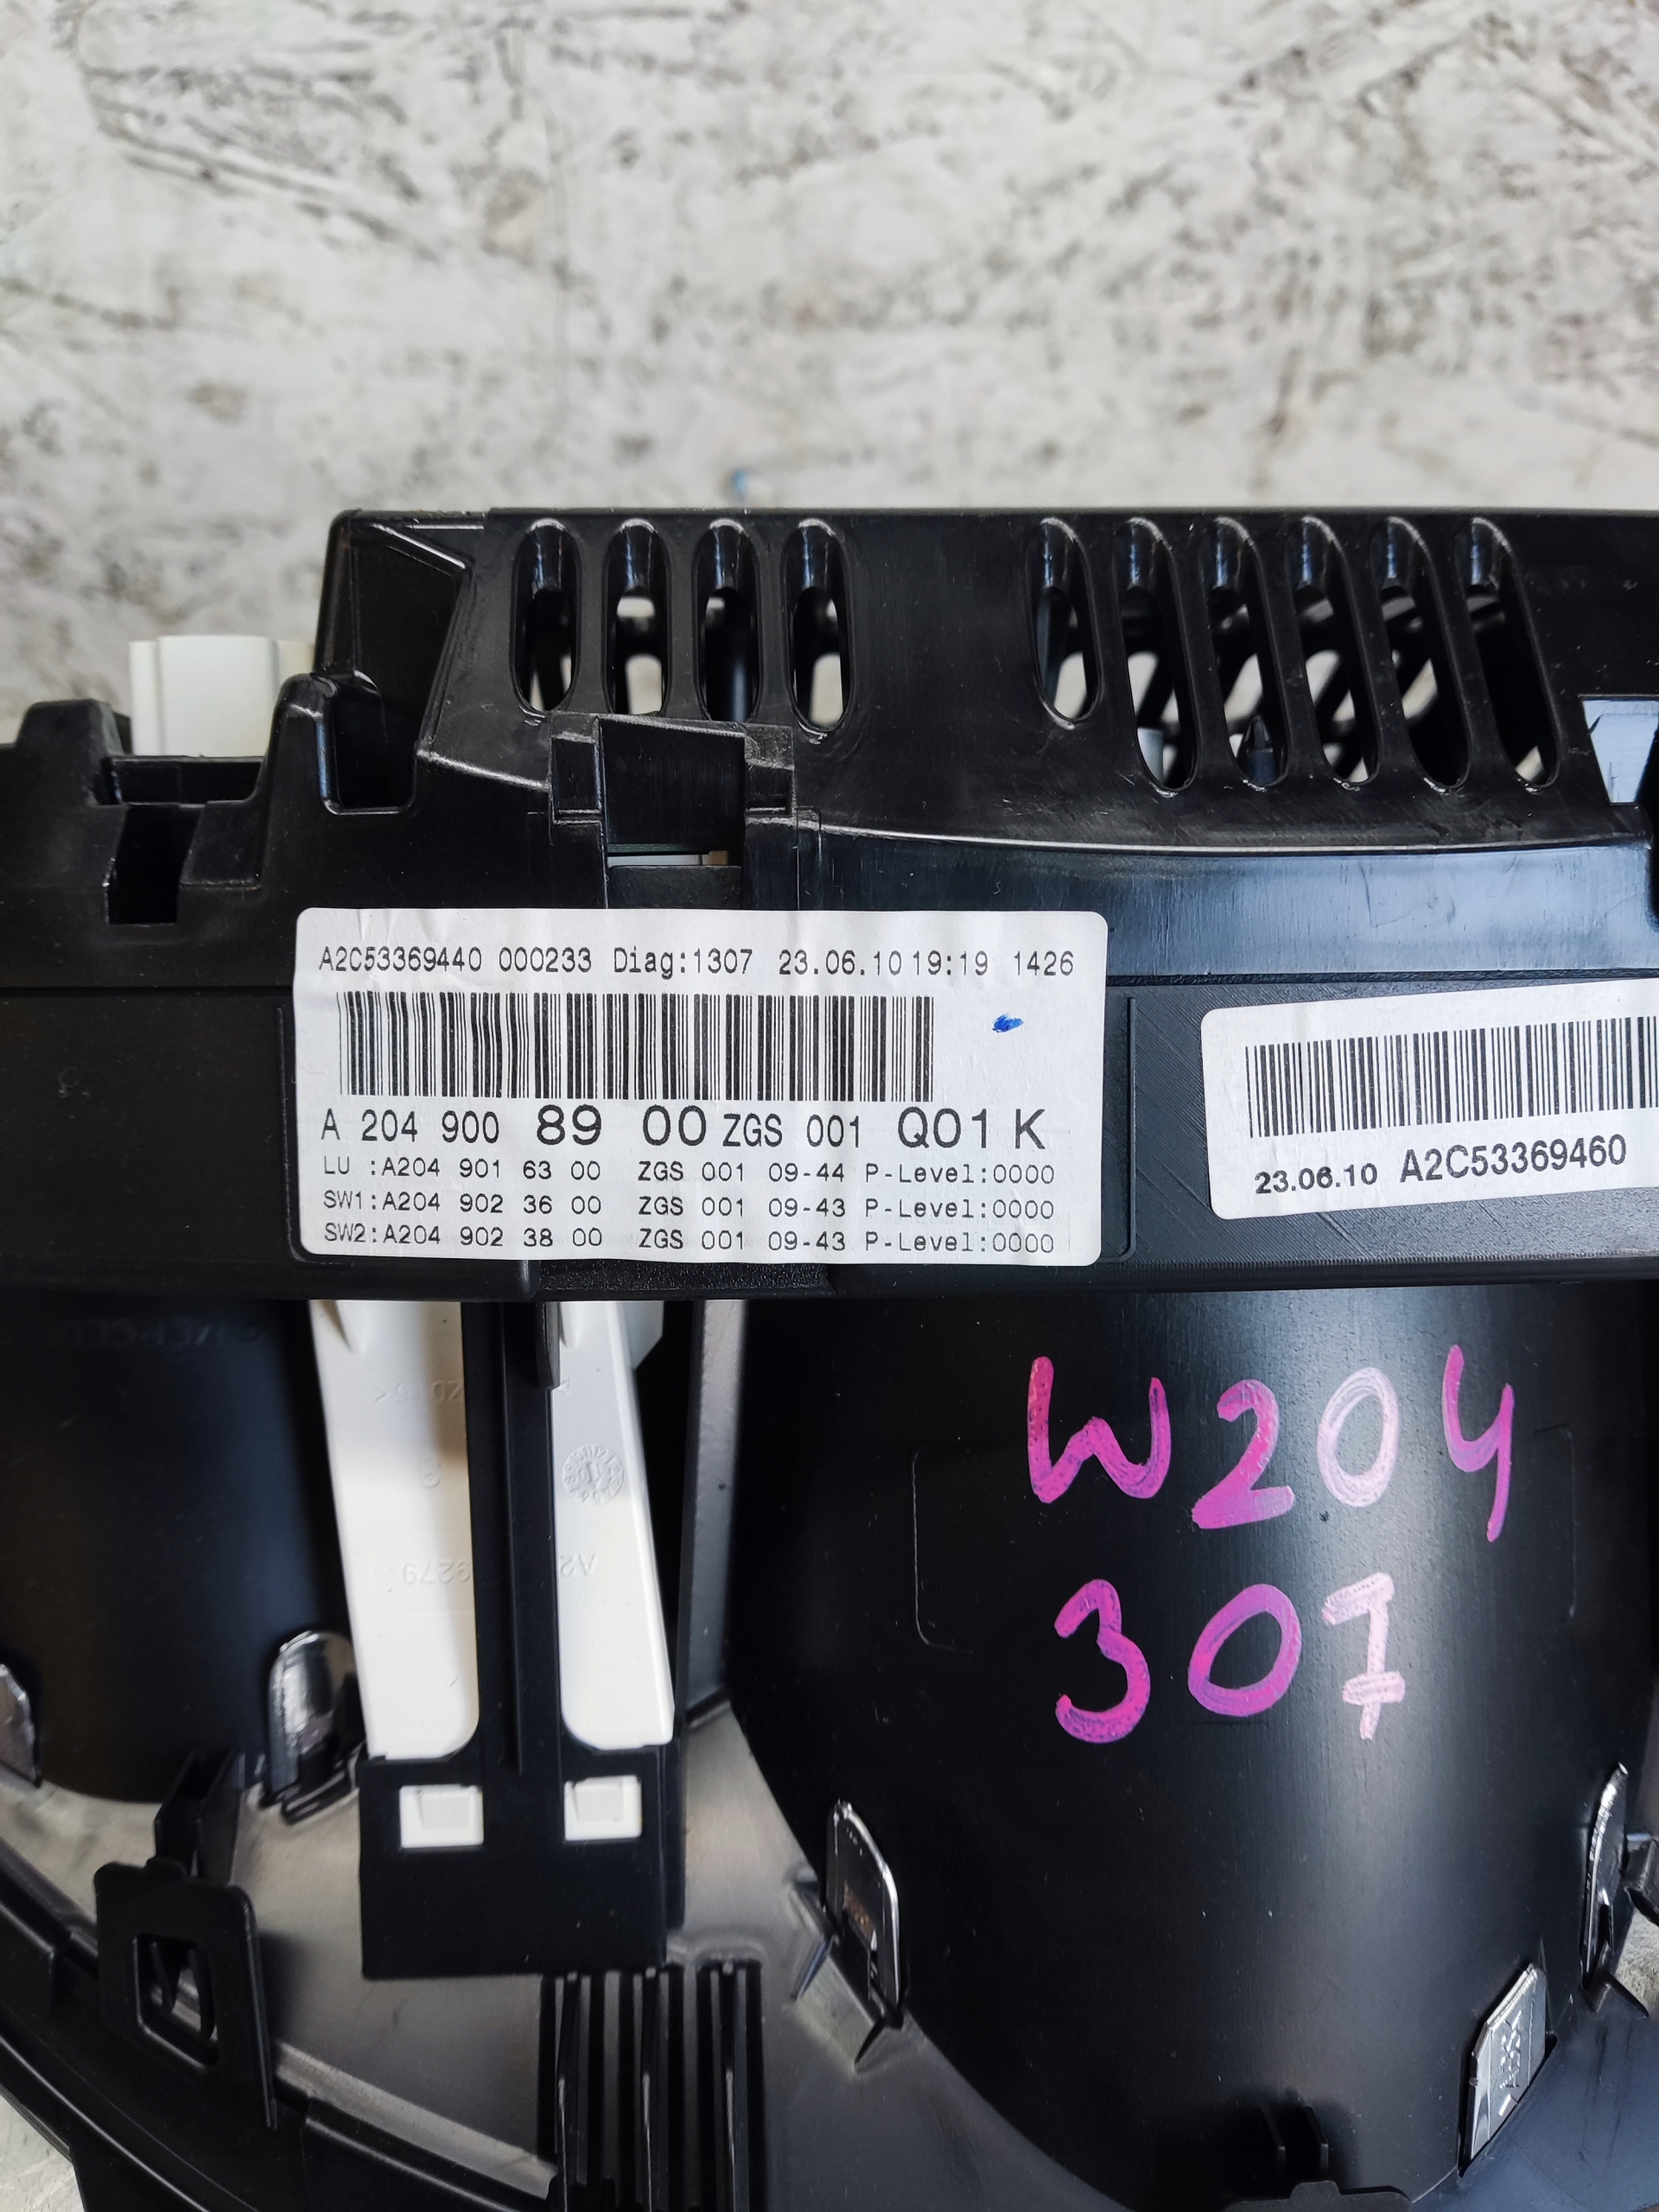 A2C53369440 000233 Diag:1307 23.06.10 19:19 1426
A 204 900 89 00 ZGS 001 Q01 K
LU :A204 901 63 00 ZGS 001 09-44 P-Level:0000
SW1:A204 902 36 00 ZGS 001 09-43 P-Level:0000
SW2:A204 902 38 00 ZGS 001 09-43 P-Level:0000
23.06.10 A2C53369460
W204
307
9279
A2